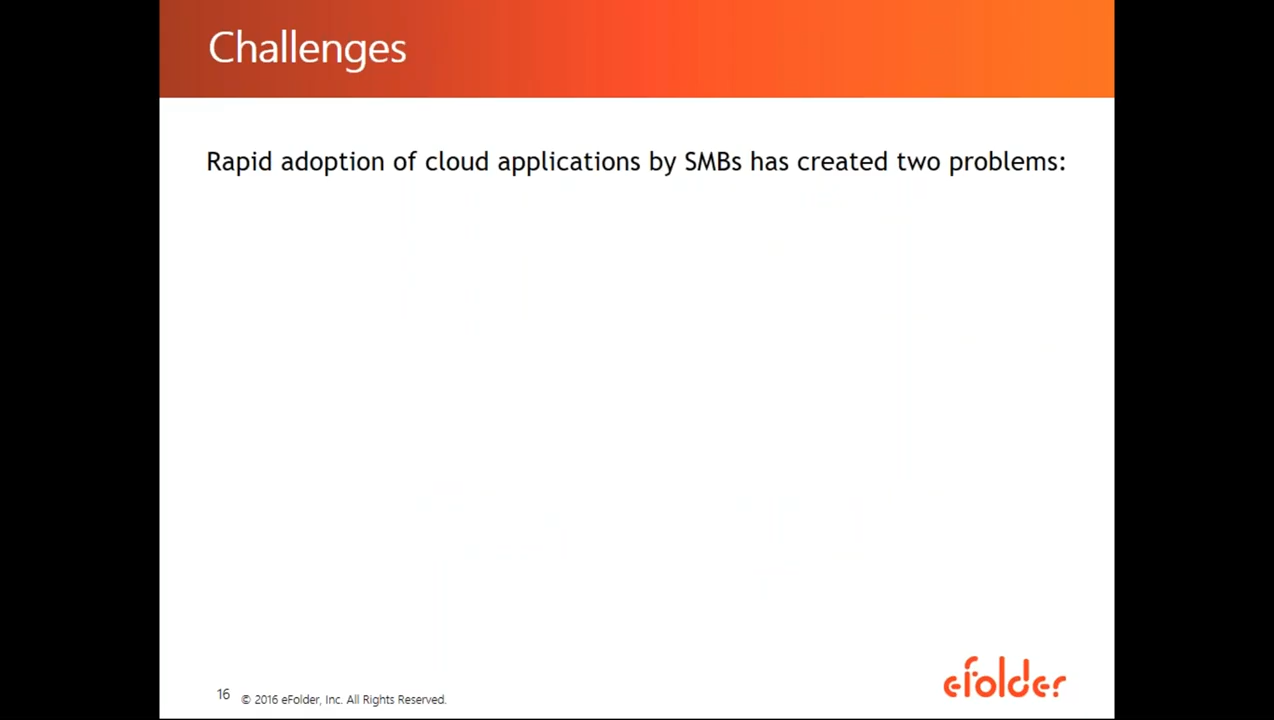 Challenges
Rapid adoption of cloud applications by SMBs has created two problems:
16 © 2016 eFolder, Inc. All Rights Reserved.
eFolder